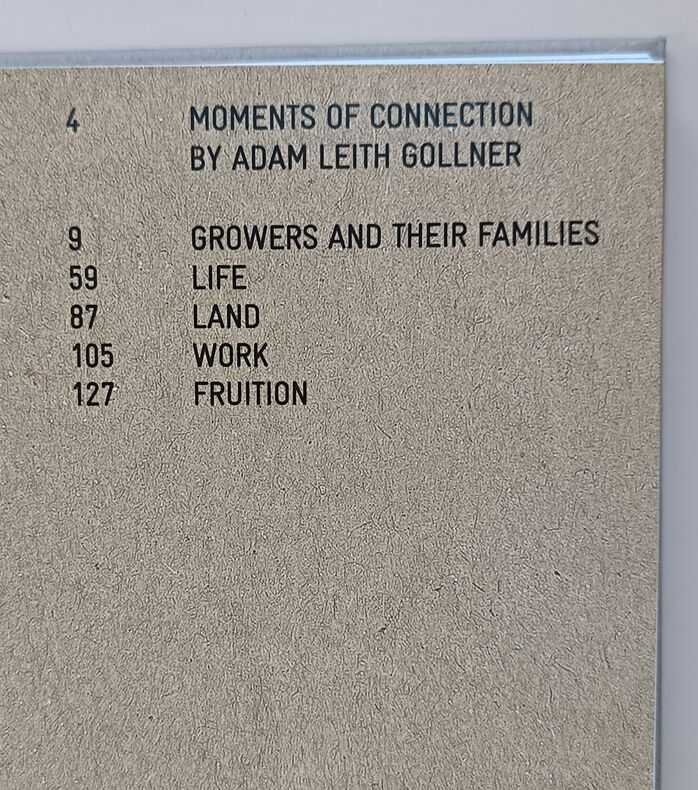 4 MOMENTS OF CONNECTION
BY ADAM LEITH GOLLNER
9 GROWERS AND THEIR FAMILIES
59 LIFE
87 LAND
105 WORK
127 FRUITION